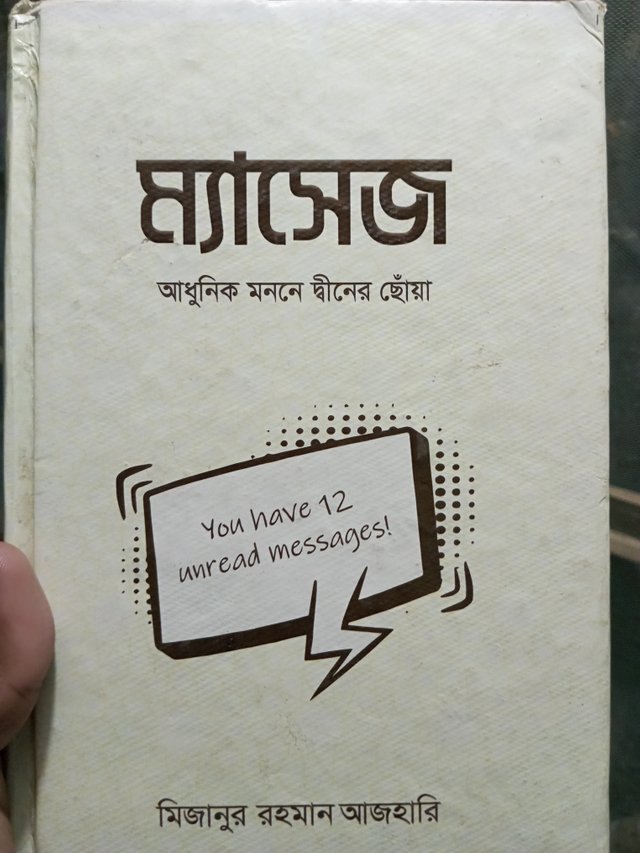 ম্যাসেজ
আধুনিক মননে দ্বীনের ছোঁয়া
You have 12
unread messages!
মিজানুর রহমান আজহারি